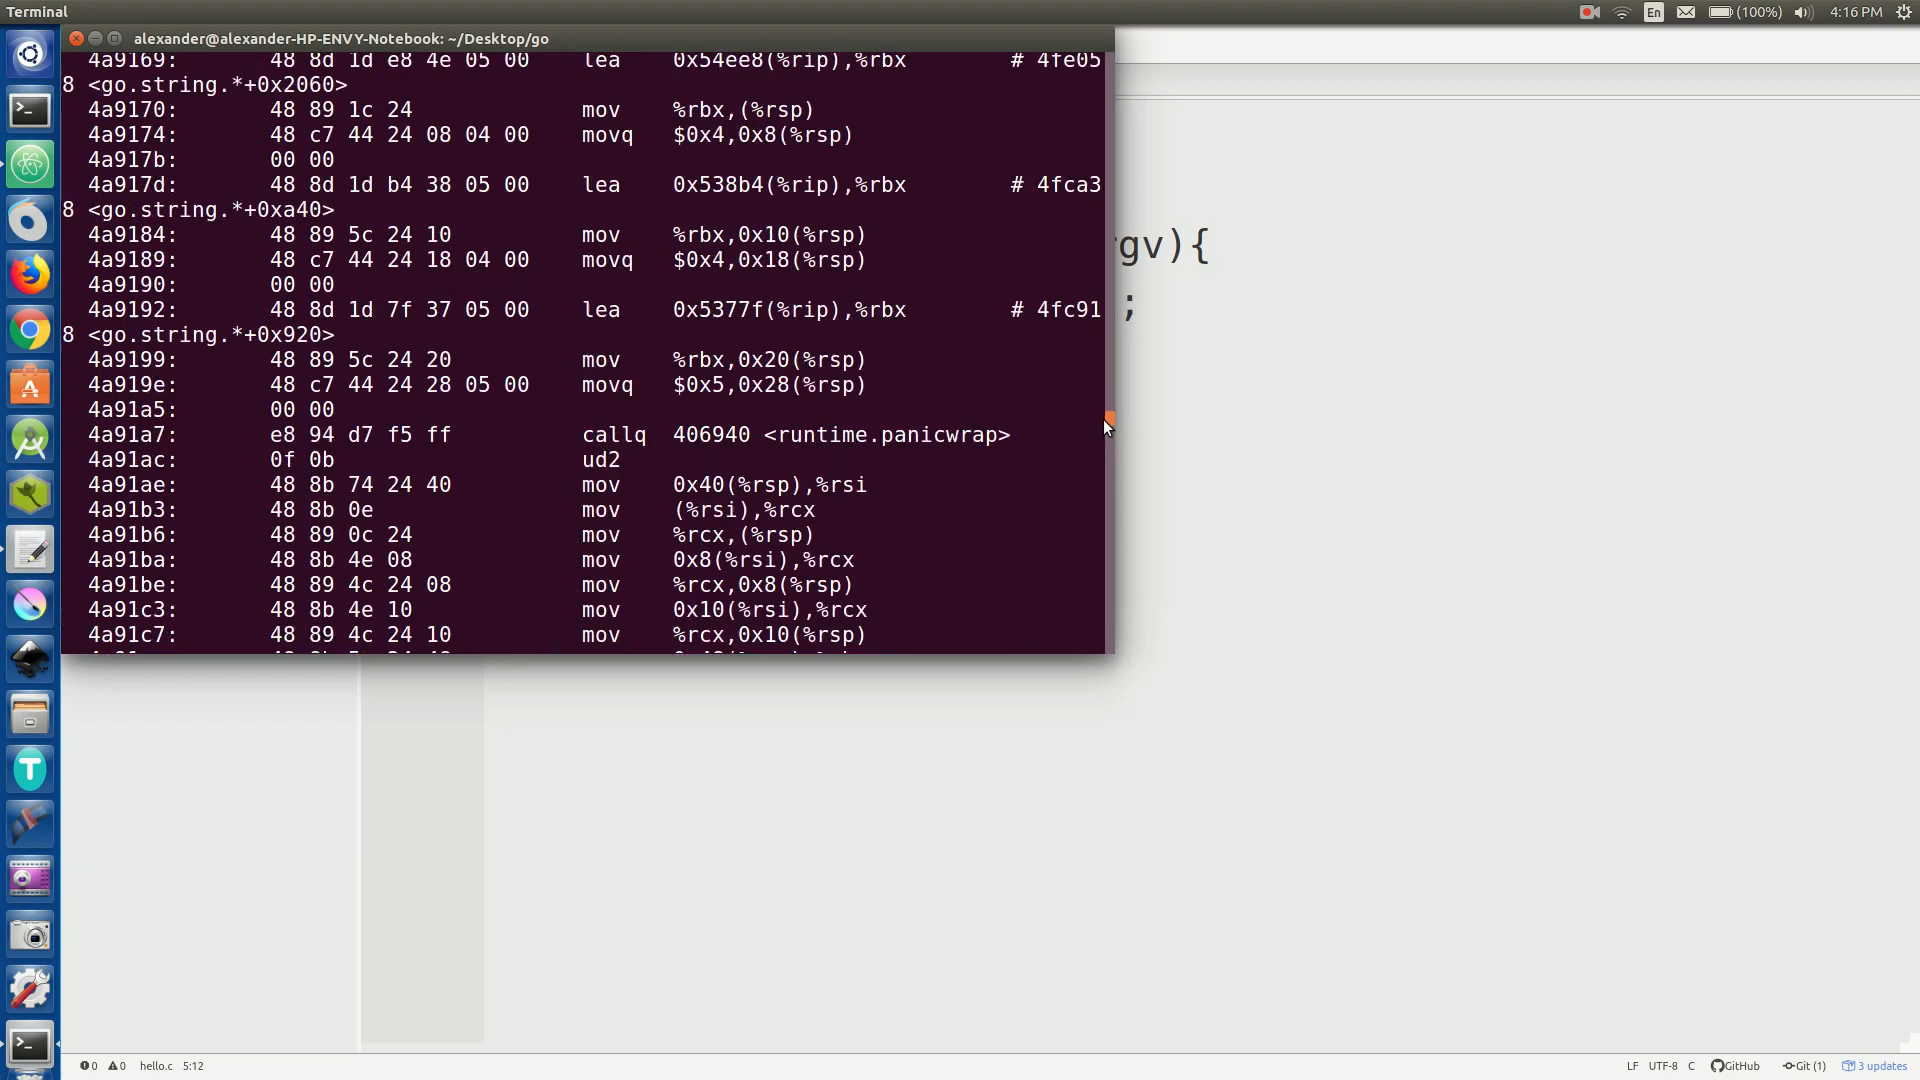 Terminal
En
(100%)
4:16 PM
alexander@alexander-HP-ENVY-Notebook: ~/Desktop/go
4a9169: 48 8d 1d e8 4e 05 00 lea 0x54ee8(%rip),%rbx # 4fe05
8 <go.string.*+0x2060>
4a9170: 48 89 1c 24 mov %rbx,(%rsp)
4a9174: 48 c7 44 24 08 04 00 movq $0x4,0x8(%rsp)
4a917b: 00 00
4a917d: 48 8d 1d b4 38 05 00 lea 0x538b4(%rip),%rbx # 4fca3
8 <go.string.*+0xa40>
4a9184: 48 89 5c 24 10 mov %rbx,0x10(%rsp)
4a9189: 48 c7 44 24 18 04 00 movq $0x4,0x18(%rsp)
4a9190: 00 00
4a9192: 48 8d 1d 7f 37 05 00 lea 0x5377f(%rip),%rbx # 4fc91
8 <go.string.*+0x920>
4a9199: 48 89 5c 24 20 mov %rbx,0x20(%rsp)
4a919e: 48 c7 44 24 28 05 00 movq $0x5,0x28(%rsp)
4a91a5: 00 00
4a91a7: e8 94 d7 f5 ff callq 406940 <runtime.panicwrap>
4a91ac: 0f 0b ud2
4a91ae: 48 8b 74 24 40 mov 0x40(%rsp),%rsi
4a91b3: 48 8b 0e mov (%rsi),%rcx
4a91b6: 48 89 0c 24 mov %rcx,(%rsp)
4a91ba: 48 8b 4e 08 mov 0x8(%rsi),%rcx
4a91be: 48 89 4c 24 08 mov %rcx,0x8(%rsp)
4a91c3: 48 8b 4e 10 mov 0x10(%rsi),%rcx
4a91c7: 48 89 4c 24 10 mov %rcx,0x10(%rsp)
gv){
;
0 0 hello.c 5:12
LF UTF-8 C GitHub Git (1) 3 updates